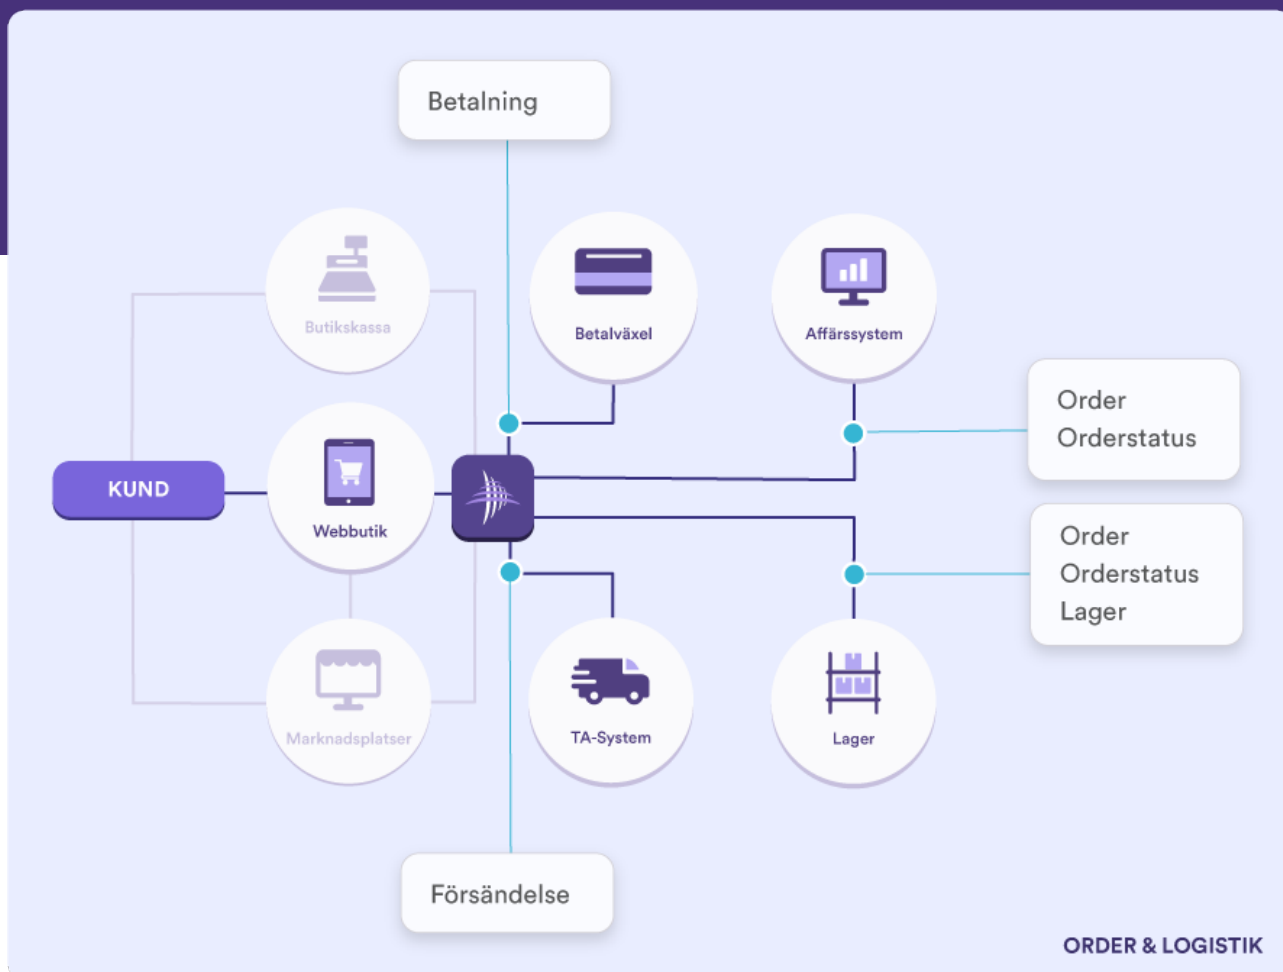 Betalning
Butikskassa
Betalväxel
Affärssystem
Order
Orderstatus
KUND
Webbutik
Order
Orderstatus
Lager
Marknadsplatser
TA-System
Lager
Försändelse
ORDER & LOGISTIK